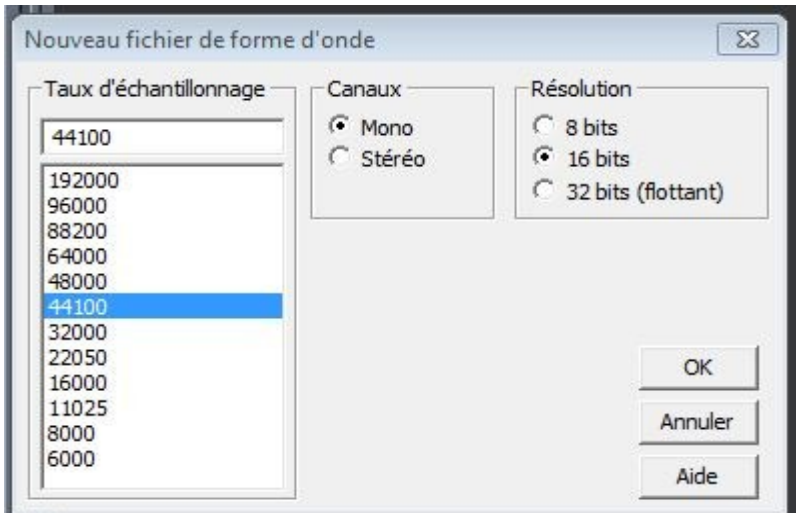 Nouveau fichier de forme d'onde
Taux d'échantillonnage
44100
192000
96000
88200
64000
48000
44100
32000
22050
16000
11025
8000
6000
Canaux
Mono
Stéréo
Résolution
8 bits
16 bits
32 bits (flottant)
OK
Annuler
Aide